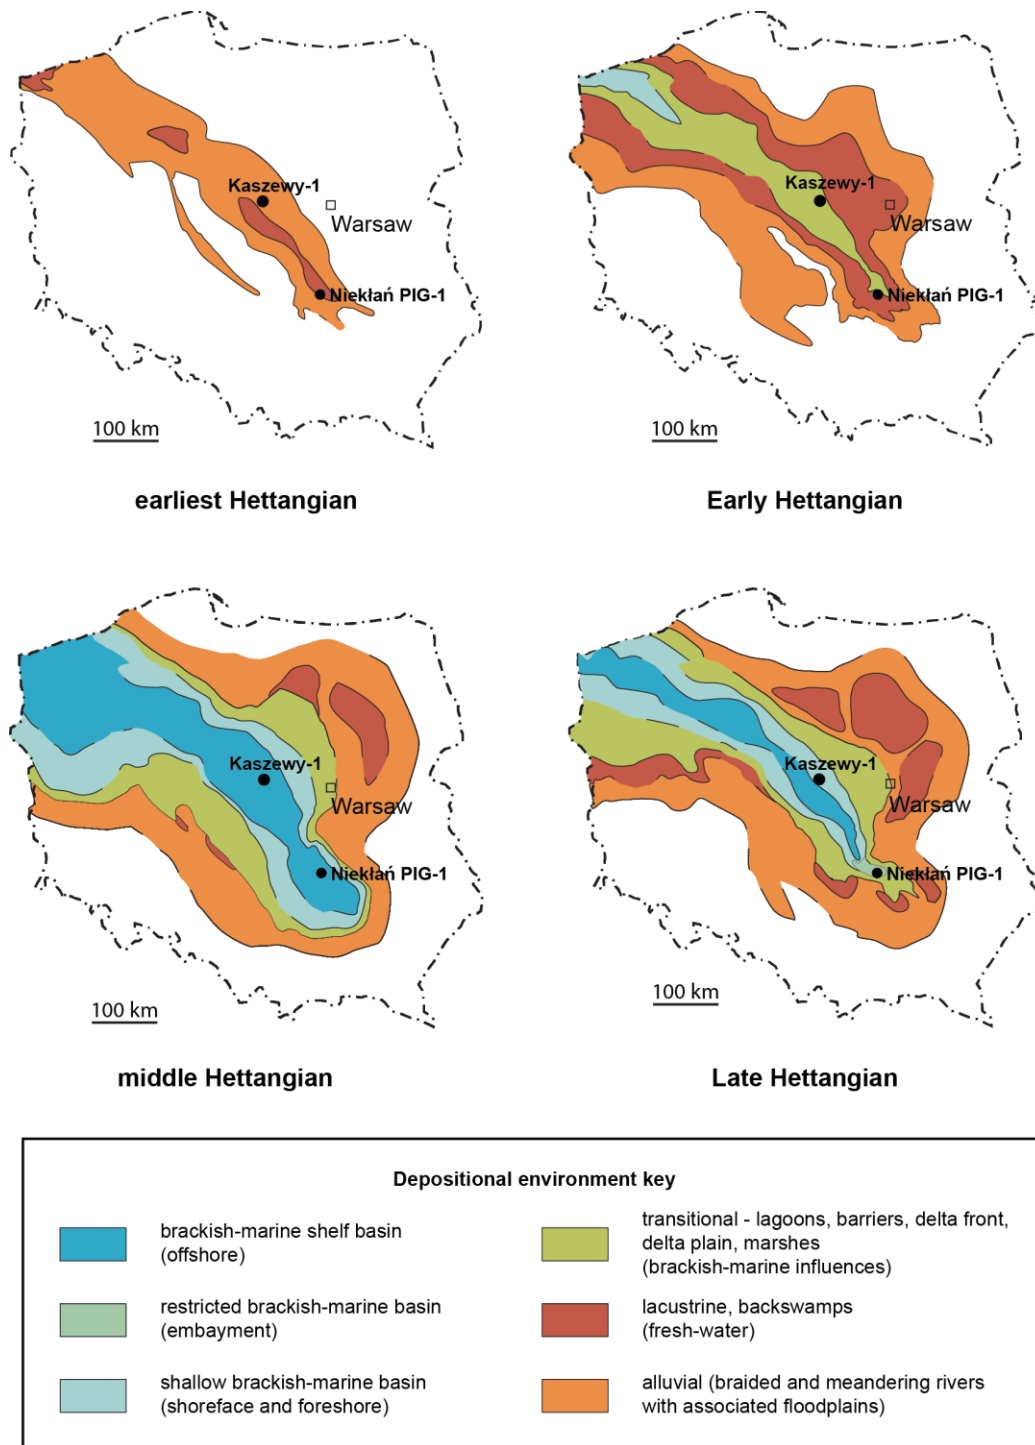 Kaszewy-1
Warsaw
Niekłań PIG-1
100 km
earliest Hettangian
Kaszewy-1
Warsaw
Niekłań PIG-1
100 km
Early Hettangian
Kaszewy-1
Warsaw
Niekłań PIG-1
100 km
middle Hettangian
Kaszewy-1
Warsaw
Niekłań PIG-1
100 km
Late Hettangian
Depositional environment key
brackish-marine shelf basin
(offshore)
restricted brackish-marine basin
(embayment)
shallow brackish-marine basin
(shoreface and foreshore)
transitional - lagoons, barriers, delta front,
delta plain, marshes
(brackish-marine influences)
lacustrine, backswamps
(fresh-water)
alluvial (braided and meandering rivers
with associated floodplains)